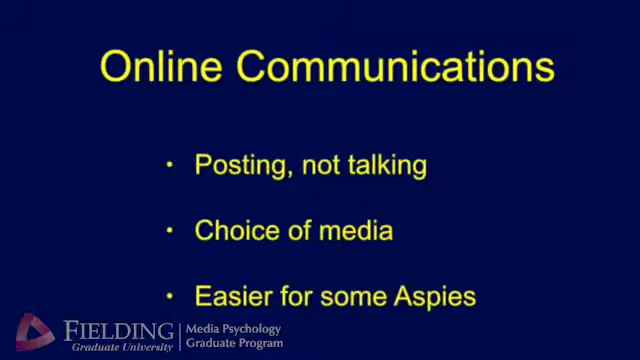 Online Communications
• Posting, not talking
• Choice of media
• Easier for some Aspies
FIELDING
Graduate University
Media Psychology
Graduate Program